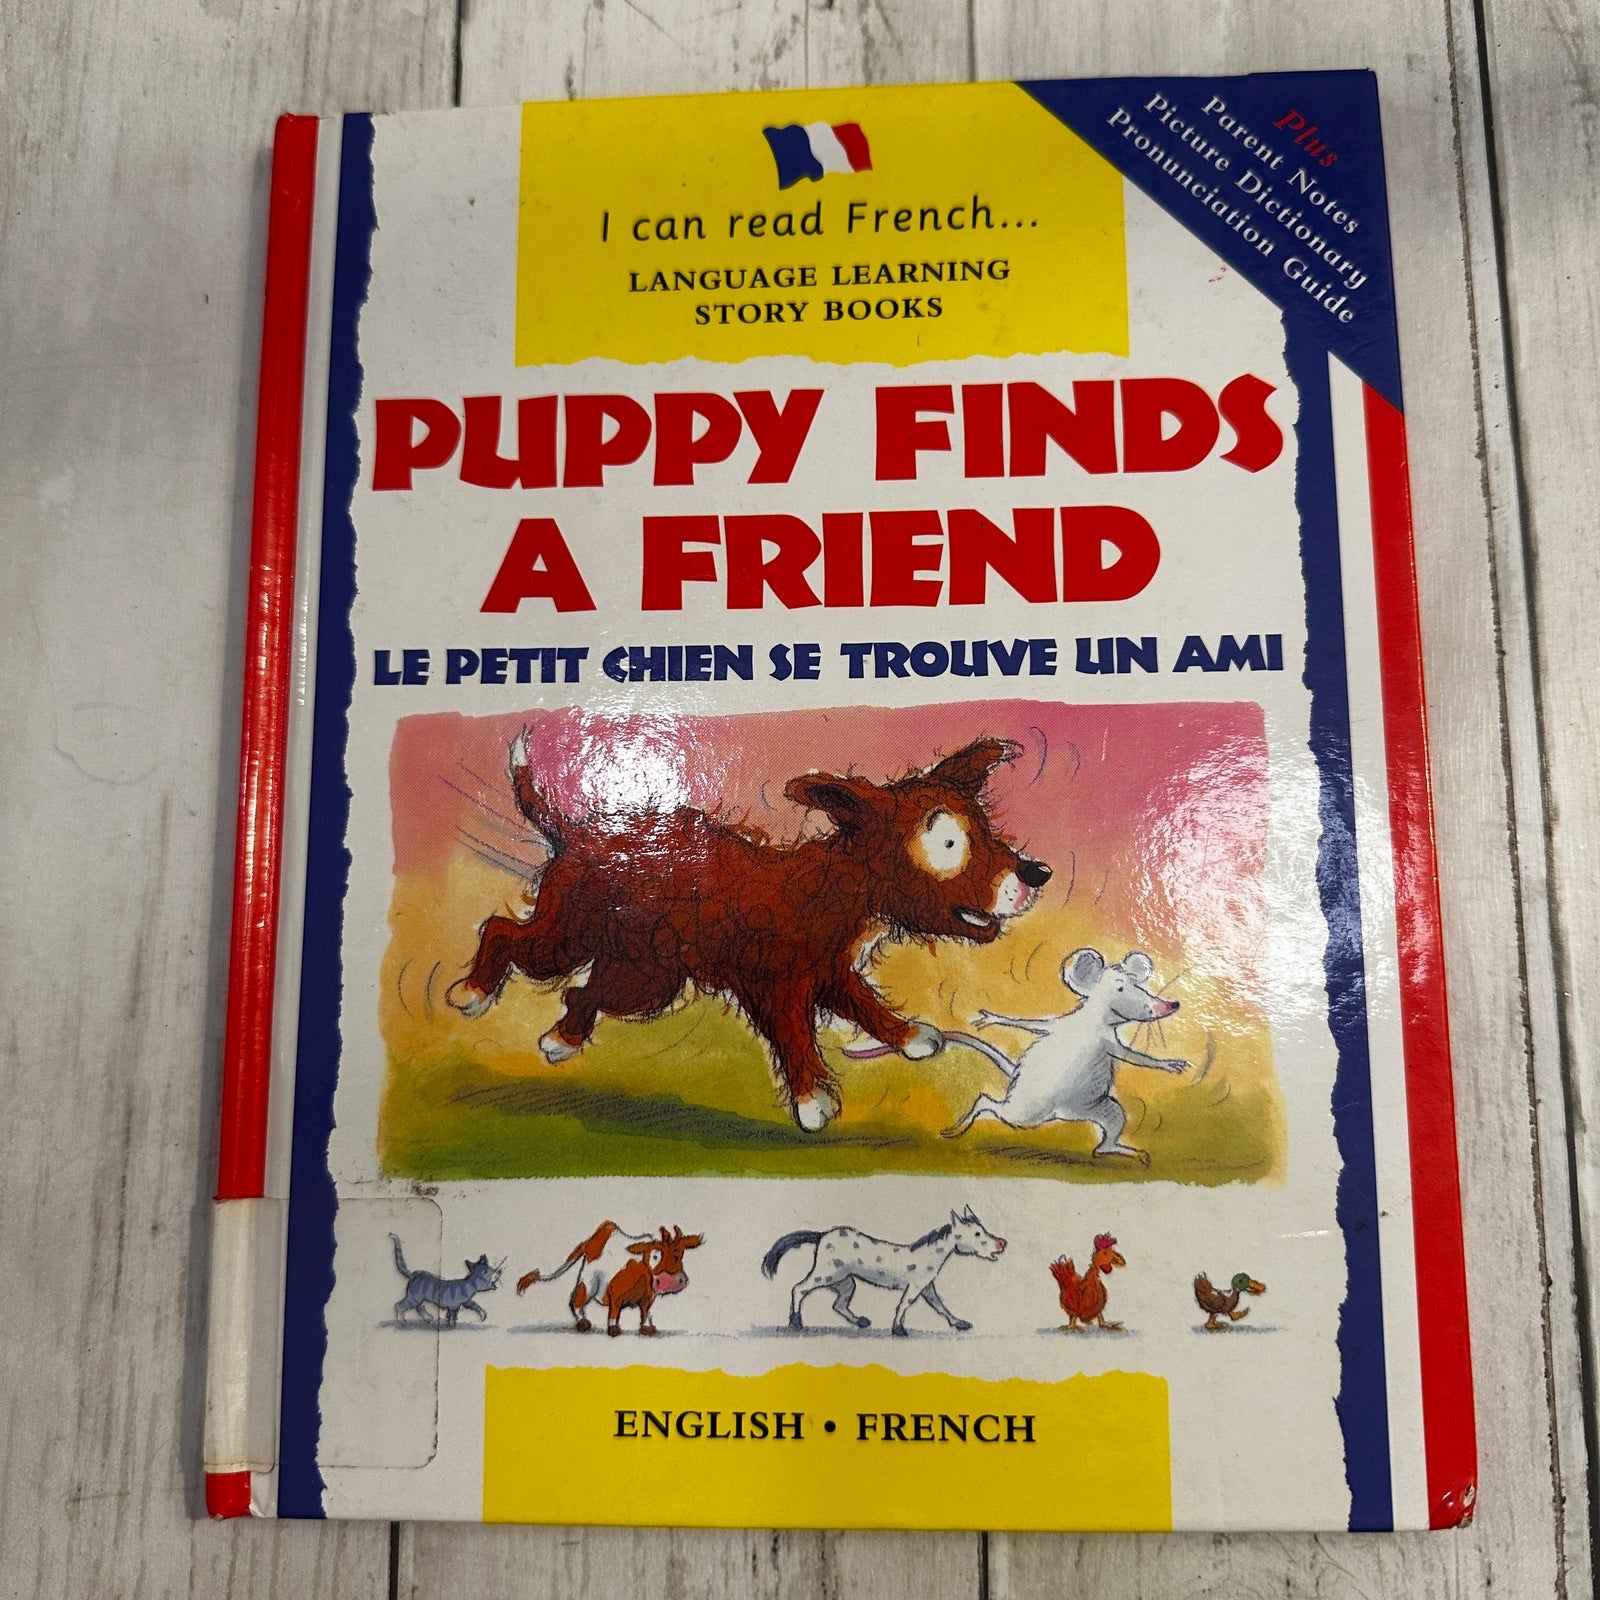 I can read French...
LANGUAGE LEARNING
STORY BOOKS
Plus
Parent Notes
Picture Dictionary
Pronunciation Guide
PUPPY FINDS
A FRIEND
LE PETIT CHIEN SE TROUVE UN AMI
ENGLISH • FRENCH